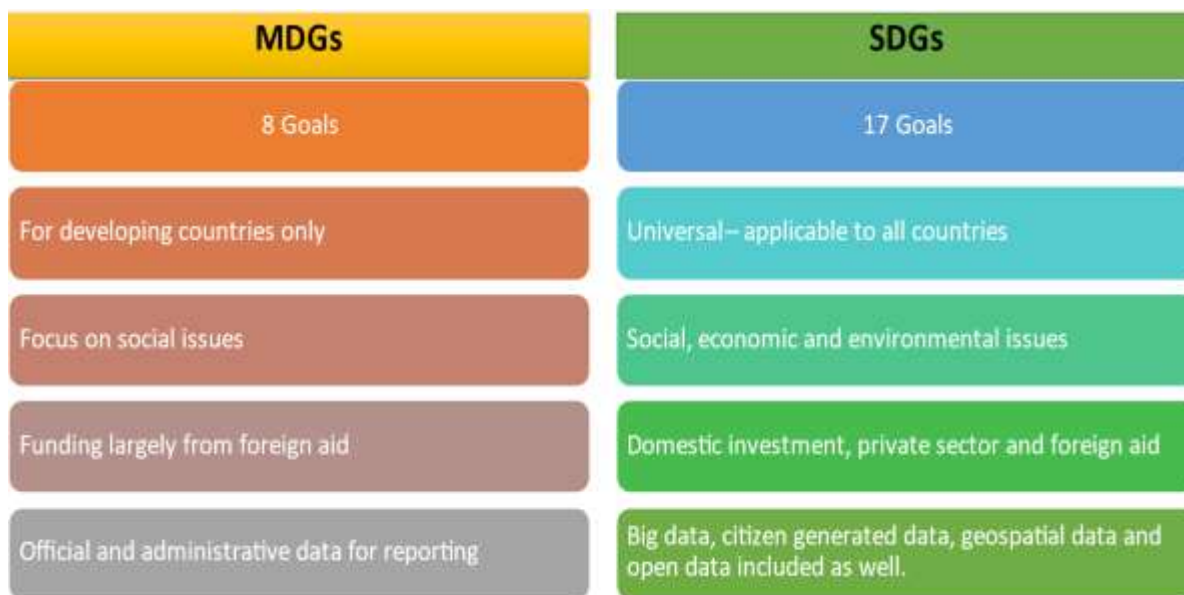 MDGs
SDGs
8 Goals
17 Goals
For developing countries only
Universal– applicable to all countries
Focus on social issues
Social, economic and environmental issues
Funding largely from foreign aid
Domestic investment, private sector and foreign aid
Official and administrative data for reporting
Big data, citizen generated data, geospatial data and
open data included as well.